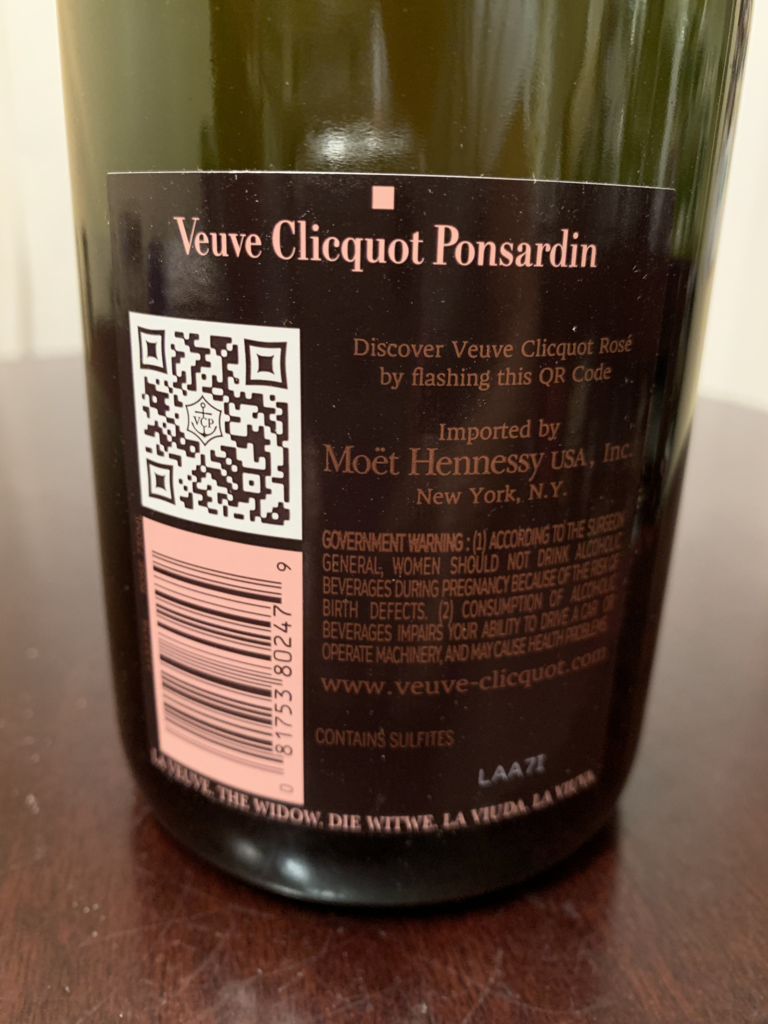 Veuve Clicquot Ponsardin
VCP
Discover Veuve Clicquot Rosé
by flashing this QR Code
Imported by
Moët Hennessy USA, Inc.
New York, N.Y.
GOVERNMENT WARNING : (1) ACCORDING TO THE SURGEON
GENERAL, WOMEN SHOULD NOT DRINK ALCOHOLIC
BEVERAGES DURING PREGNANCY BECAUSE OF THE RISK OF
BIRTH DEFECTS. (2) CONSUMPTION OF ALCOHOLIC
BEVERAGES IMPAIRS YOUR ABILITY TO DRIVE A CAR OR
OPERATE MACHINERY, AND MAY CAUSE HEALTH PROBLEMS.
www.veuve-clicquot.com
CONTAINS SULFITES
0 81753 80247 9
LAA7I
LA VEUVE. THE WIDOW. DIE WITWE. LA VIUDA. LA VIUVA